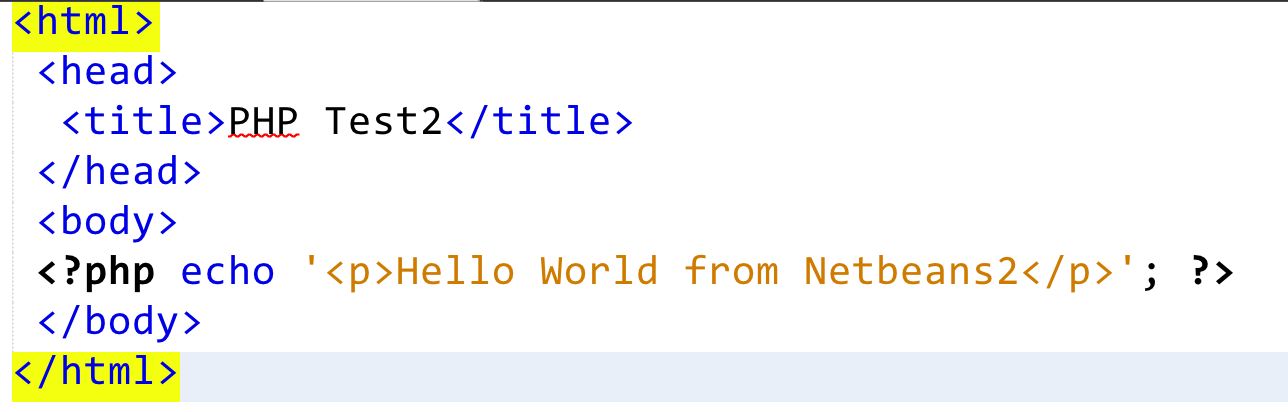 <html>
<head>
<title>PHP Test2</title>
</head>
<body>
<?php echo '<p>Hello World from Netbeans2</p>'; ?>
</body>
</html>